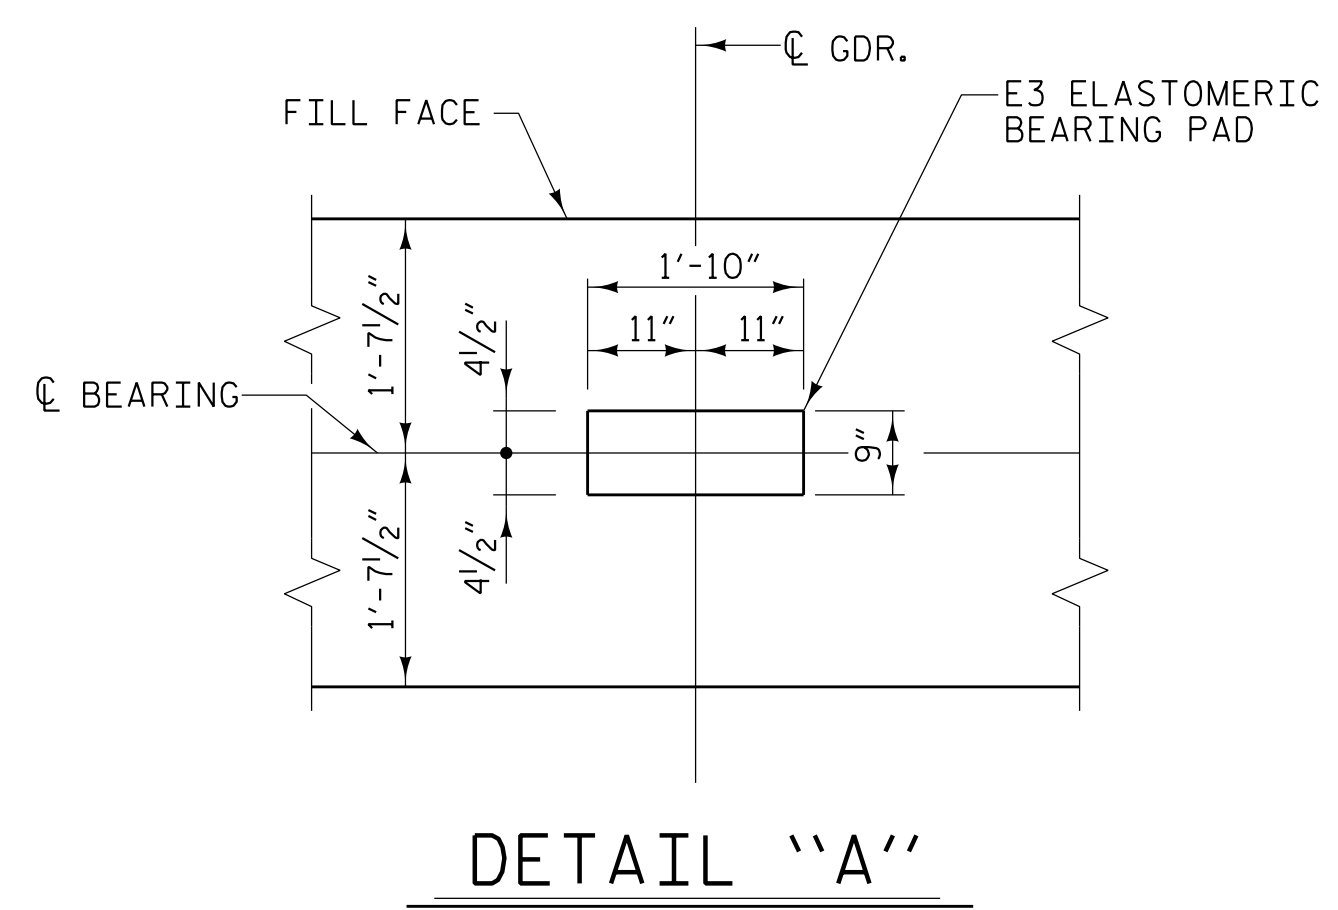 ℄ GDR.
E3 ELASTOMERIC
BEARING PAD
FILL FACE
1'-10"
11" 11"
1'-7½"
4½"
℄ BEARING
9"
1'-7½"
4½"
DETAIL "A"